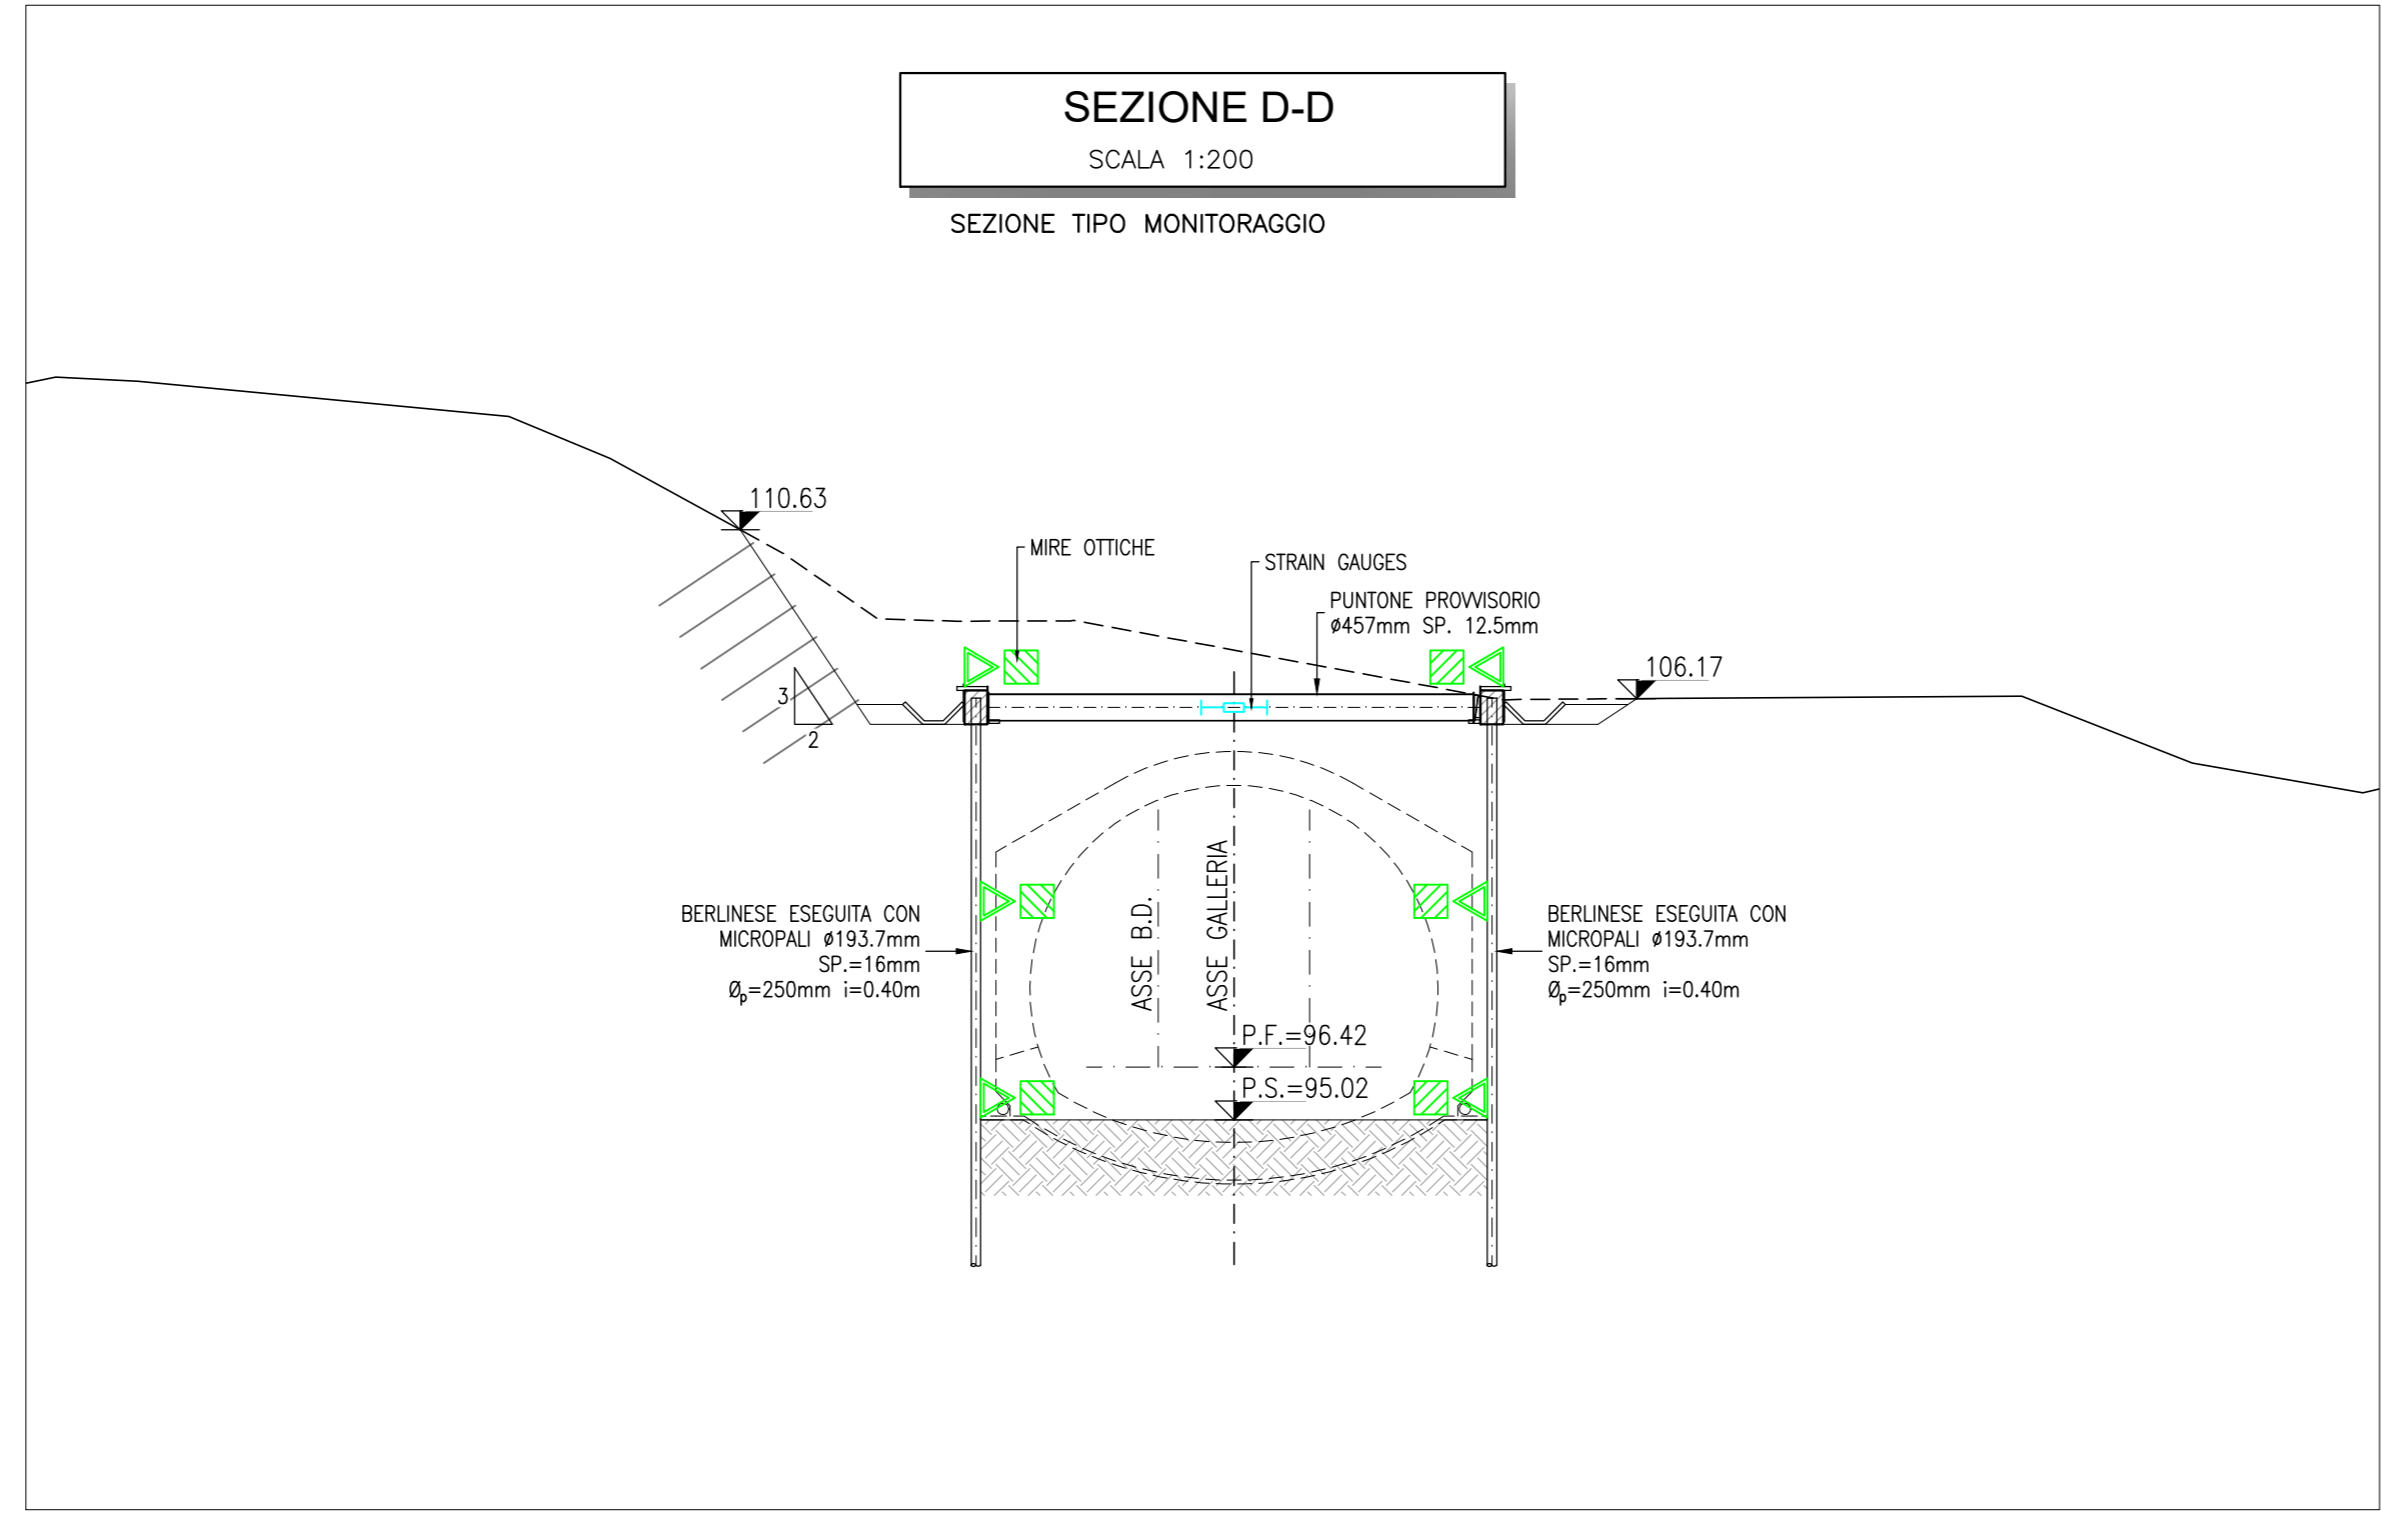 SEZIONE D-D
SCALA 1:200
SEZIONE TIPO MONITORAGGIO
110.63
MIRE OTTICHE
STRAIN GAUGES
PUNTONE PROVVISORIO
ø457mm SP. 12.5mm
106.17
3
2
BERLINESE ESEGUITA CON
MICROPALI ø193.7mm
SP.=16mm
Øp=250mm i=0.40m
ASSE B.D.
ASSE GALLERIA
BERLINESE ESEGUITA CON
MICROPALI ø193.7mm
SP.=16mm
Øp=250mm i=0.40m
P.F.=96.42
P.S.=95.02